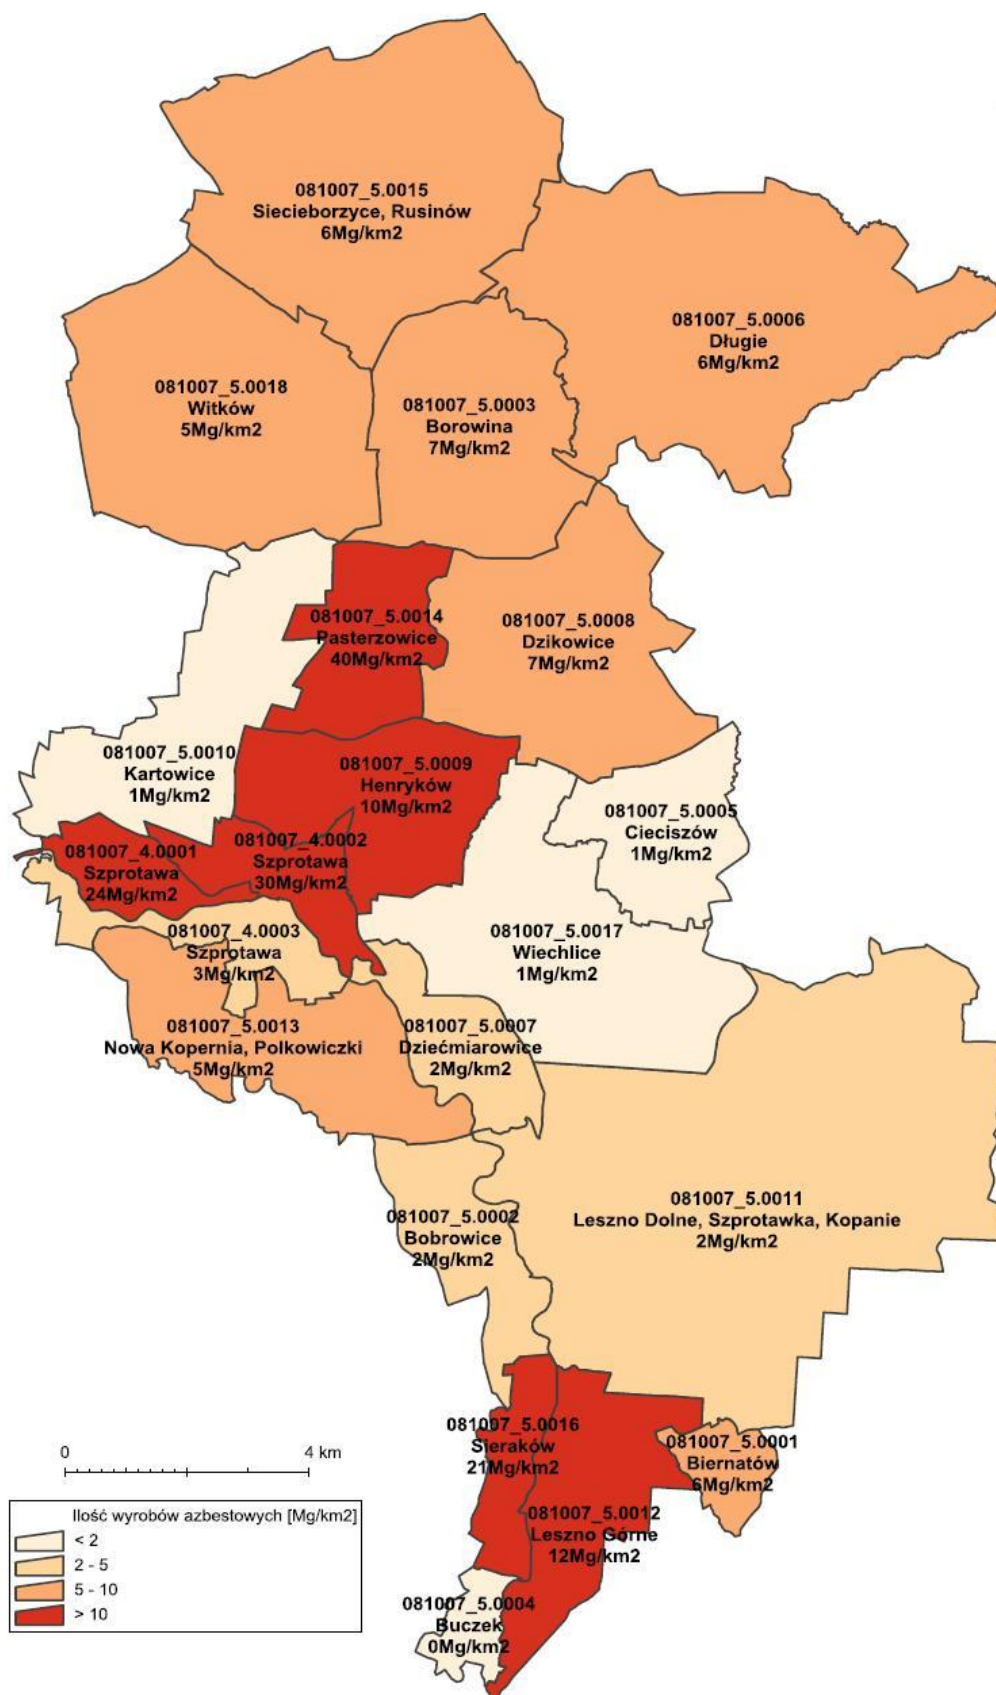 081007_5.0015
Siecieborzyce, Rusinów
6Mg/km2
081007_5.0006
Długie
6Mg/km2
081007_5.0018
Witków
5Mg/km2
081007_5.0003
Borowina
7Mg/km2
081007_5.0014
Pasterzowice
40Mg/km2
081007_5.0008
Dzikowice
7Mg/km2
081007_5.0010
Kartowice
1Mg/km2
081007_5.0009
Henryków
10Mg/km2
081007_5.0005
Cieciszów
1Mg/km2
081007_4.0001
Szprotawa
24Mg/km2
081007_4.0002
Szprotawa
30Mg/km2
081007_4.0003
Szprotawa
3Mg/km2
081007_5.0017
Wiechlice
1Mg/km2
081007_5.0013
Nowa Kopernia, Polkowiczki
5Mg/km2
081007_5.0007
Dziećmiarowice
2Mg/km2
081007_5.0002
Bobrowice
2Mg/km2
081007_5.0011
Leszno Dolne, Szprotawka, Kopanie
2Mg/km2
081007_5.0016
Sieraków
21Mg/km2
081007_5.0001
Biernatów
6Mg/km2
081007_5.0012
Leszno Górne
12Mg/km2
081007_5.0004
Buczek
0Mg/km2
0 4 km
Ilość wyrobów azbestowych [Mg/km2]
< 2
2 - 5
5 - 10
> 10